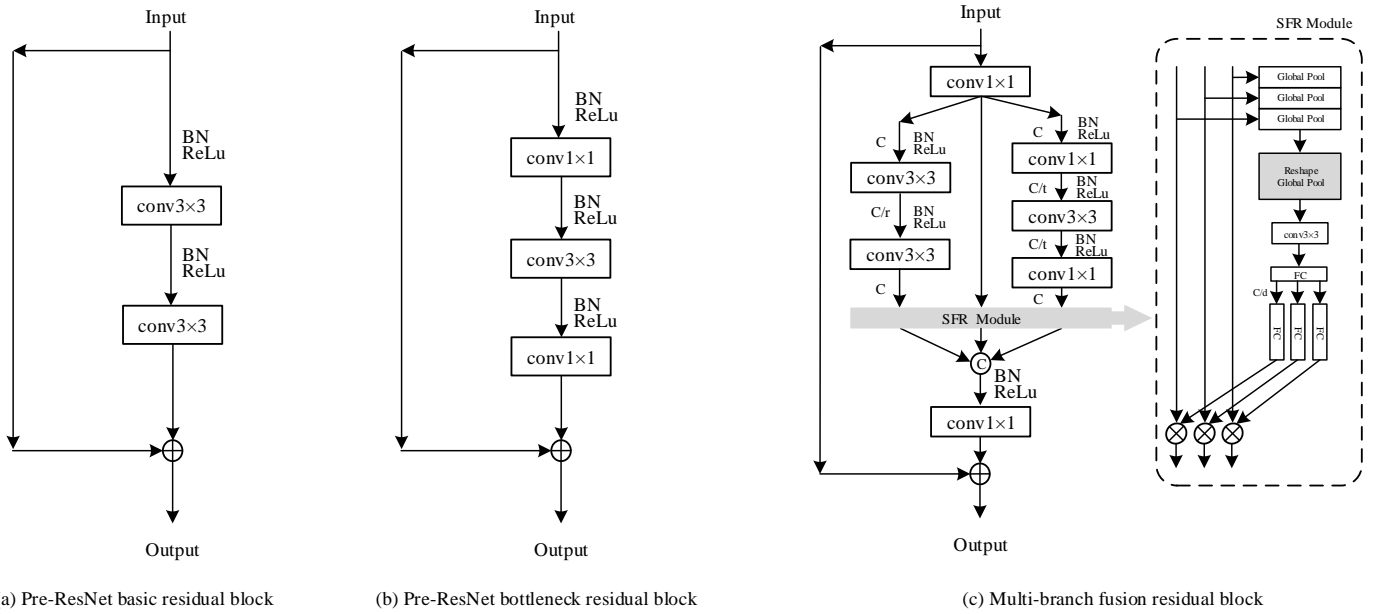 Input
BN
ReLu
conv3×3
BN
ReLu
conv3×3
Output
(a) Pre-ResNet basic residual block
Input
BN
ReLu
conv1×1
BN
ReLu
conv3×3
BN
ReLu
conv1×1
Output
(b) Pre-ResNet bottleneck residual block
Input
conv1×1
C
BN
ReLu
conv3×3
C/r
BN
ReLu
conv3×3
C
C
BN
ReLu
conv1×1
C/t
BN
ReLu
conv3×3
C/t
BN
ReLu
conv1×1
C
SFR Module
C
BN
ReLu
conv1×1
Output
SFR Module
Global Pool
Global Pool
Global Pool
Reshape
Global Pool
conv3×3
FC
C/d
FC
FC
FC
(c) Multi-branch fusion residual block